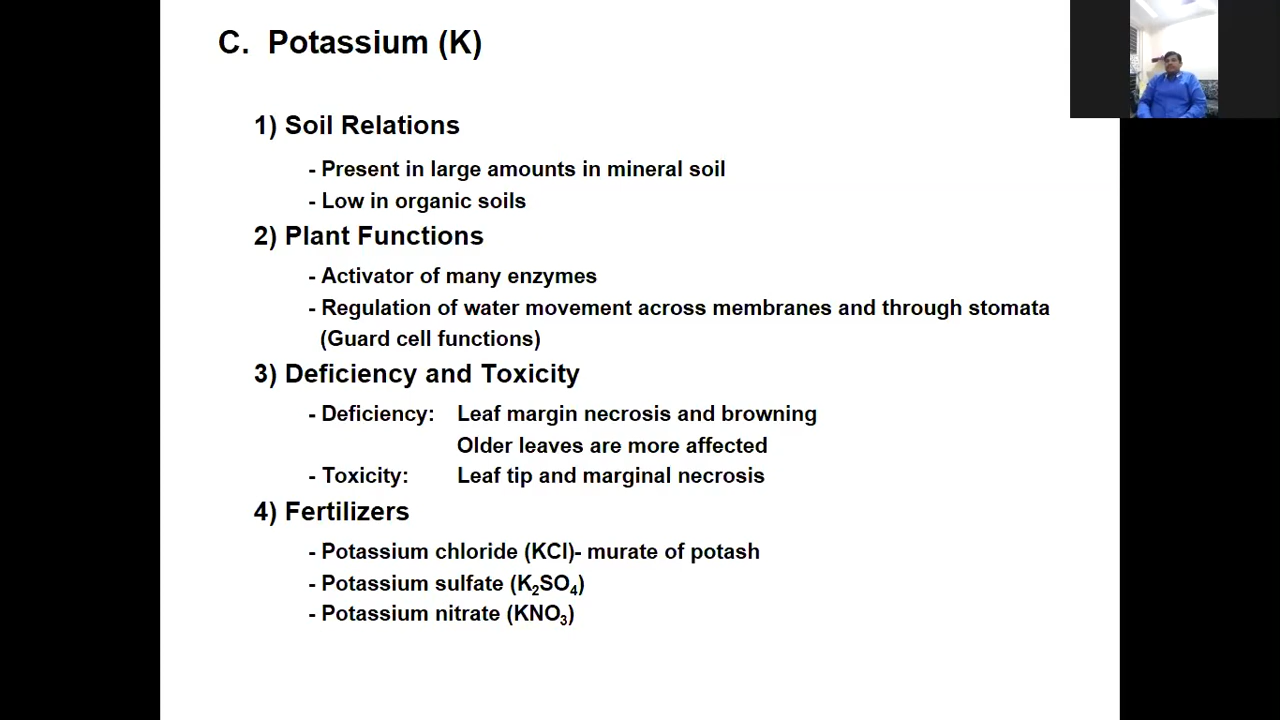 C. Potassium (K)
1) Soil Relations
- Present in large amounts in mineral soil
- Low in organic soils
2) Plant Functions
- Activator of many enzymes
- Regulation of water movement across membranes and through stomata
(Guard cell functions)
3) Deficiency and Toxicity
- Deficiency: Leaf margin necrosis and browning
Older leaves are more affected
- Toxicity: Leaf tip and marginal necrosis
4) Fertilizers
- Potassium chloride (KCl)- murate of potash
- Potassium sulfate (K₂SO₄)
- Potassium nitrate (KNO₃)